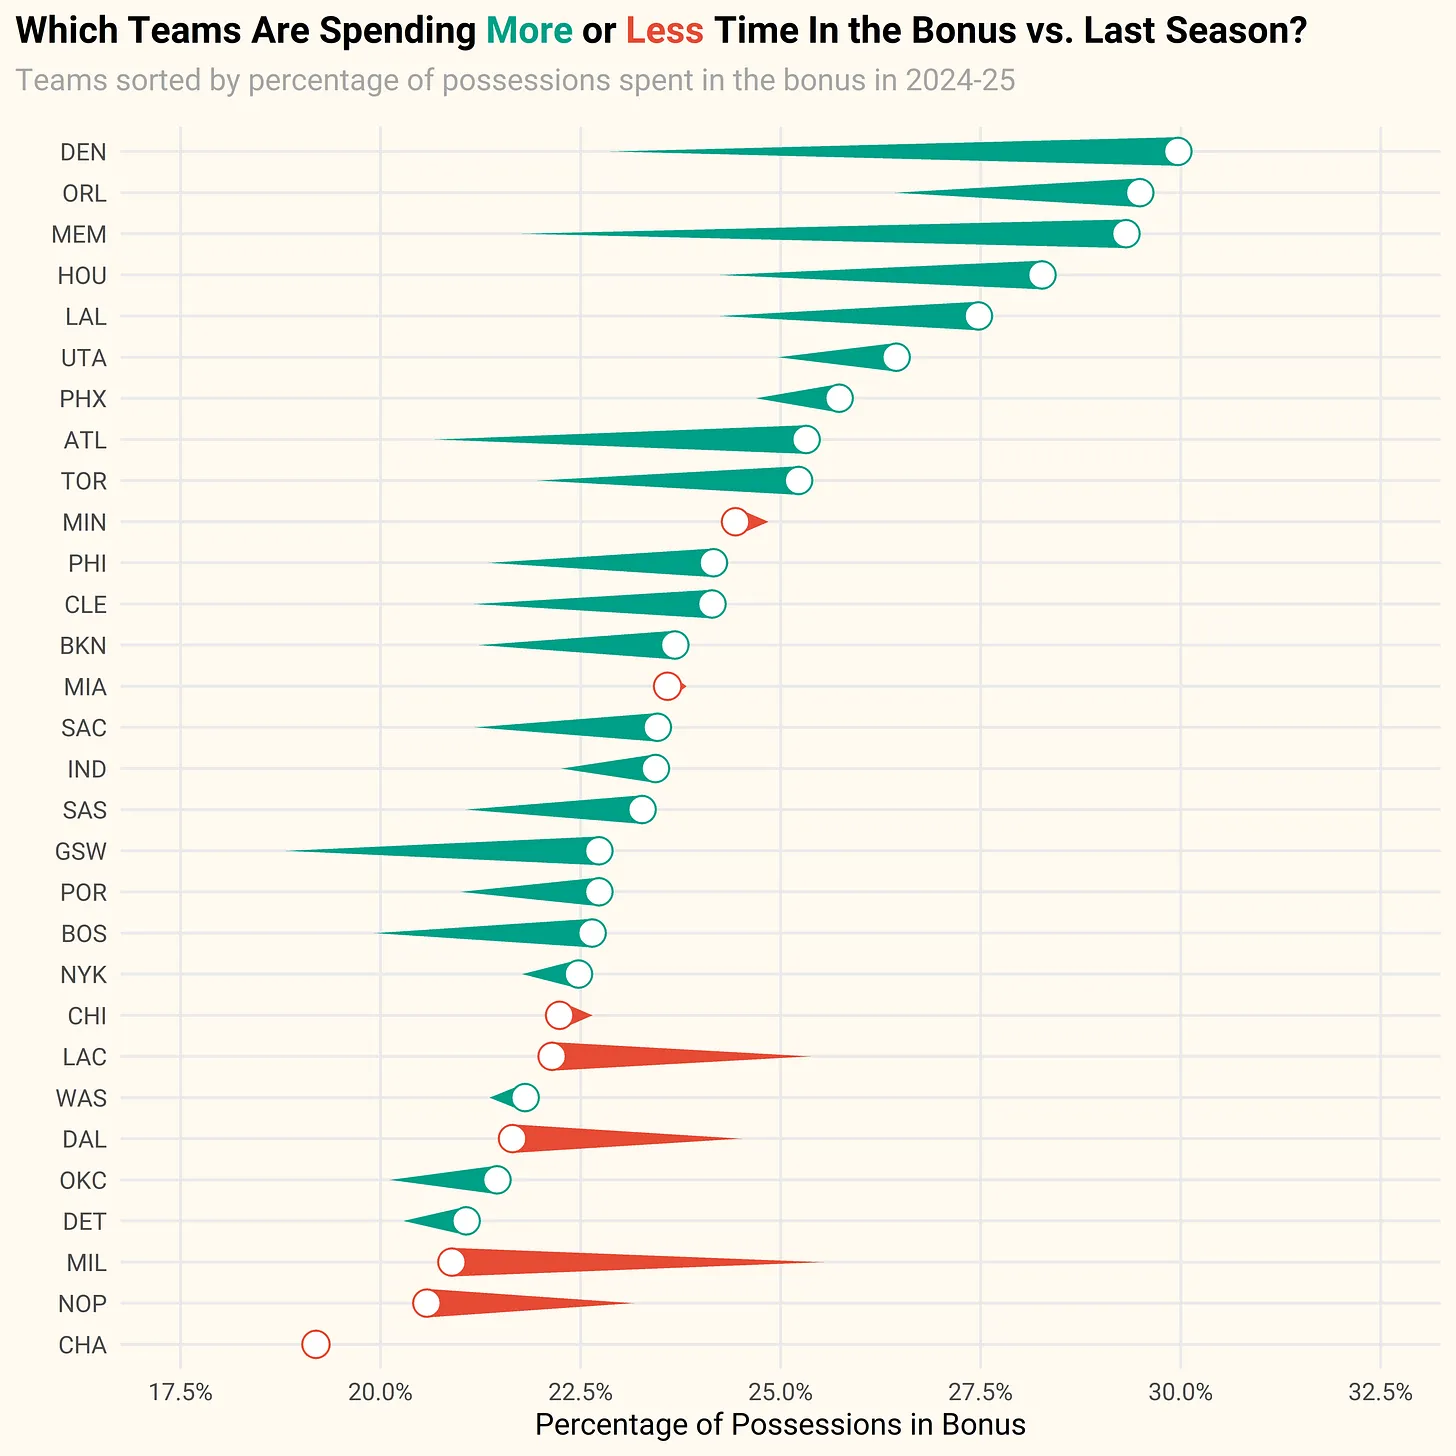 Which Teams Are Spending More or Less Time In the Bonus vs. Last Season?
Teams sorted by percentage of possessions spent in the bonus in 2024-25
DEN
ORL
MEM
HOU
LAL
UTA
PHX
ATL
TOR
MIN
PHI
CLE
BKN
MIA
SAC
IND
SAS
GSW
POR
BOS
NYK
CHI
LAC
WAS
DAL
OKC
DET
MIL
NOP
CHA
17.5% 20.0% 22.5% 25.0% 27.5% 30.0% 32.5%
Percentage of Possessions in Bonus